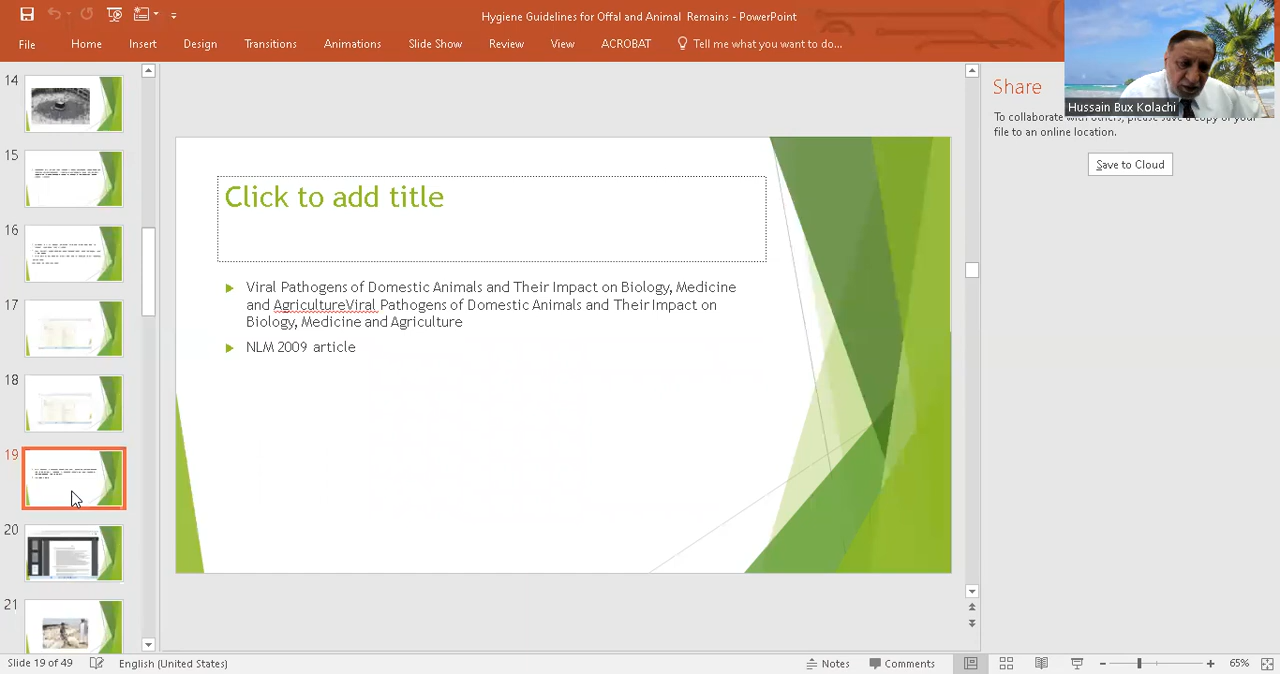 Hygiene Guidelines for Offal and Animal Remains - PowerPoint
File Home Insert Design Transitions Animations Slide Show Review View ACROBAT Tell me what you want to do...
Hussain Bux Kolachi
Share
To collaborate with others, please save a copy of your
file to an online location.
Save to Cloud
14
15
16
17
18
19
20
21
Click to add title
Viral Pathogens of Domestic Animals and Their Impact on Biology, Medicine
and AgricultureViral Pathogens of Domestic Animals and Their Impact on
Biology, Medicine and Agriculture
NLM 2009 article
Slide 19 of 49 English (United States) Notes Comments 65%